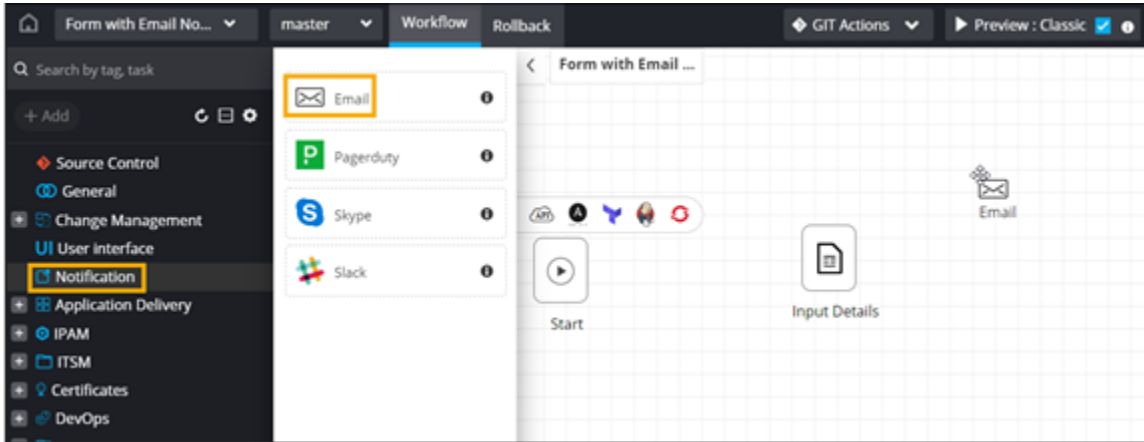 Form with Email No...
master
Workflow
Rollback
GIT Actions
Preview : Classic
Search by tag, task
+ Add
Source Control
General
Change Management
UI User interface
Notification
Application Delivery
IPAM
ITSM
Certificates
DevOps
Email
Pagerduty
Skype
Slack
Form with Email ...
API
Start
Input Details
Email